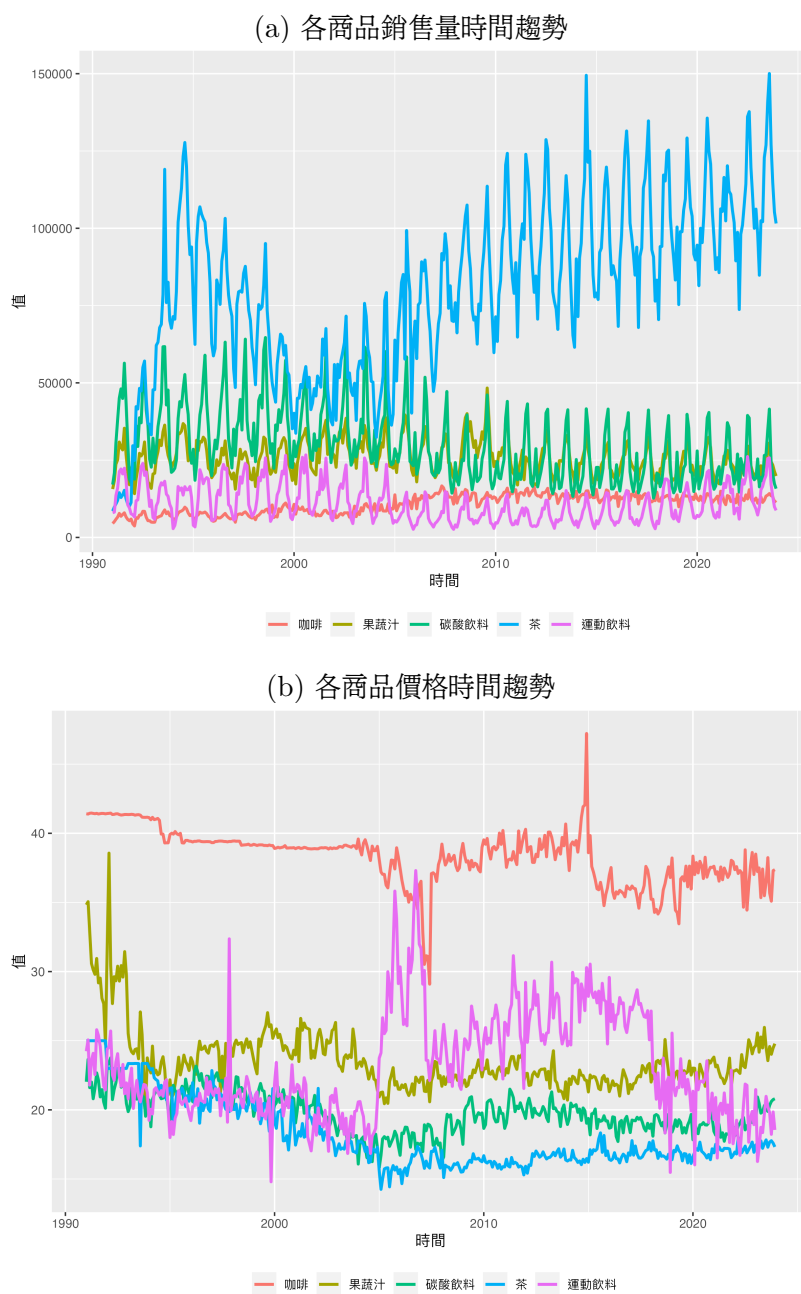 (a) 各商品銷售量時間趨勢
150000
100000
50000
0
值
1990 2000 2010 2020
時間
咖啡 果蔬汁 碳酸飲料 茶 運動飲料
(b) 各商品價格時間趨勢
40
30
20
值
1990 2000 2010 2020
時間
咖啡 果蔬汁 碳酸飲料 茶 運動飲料